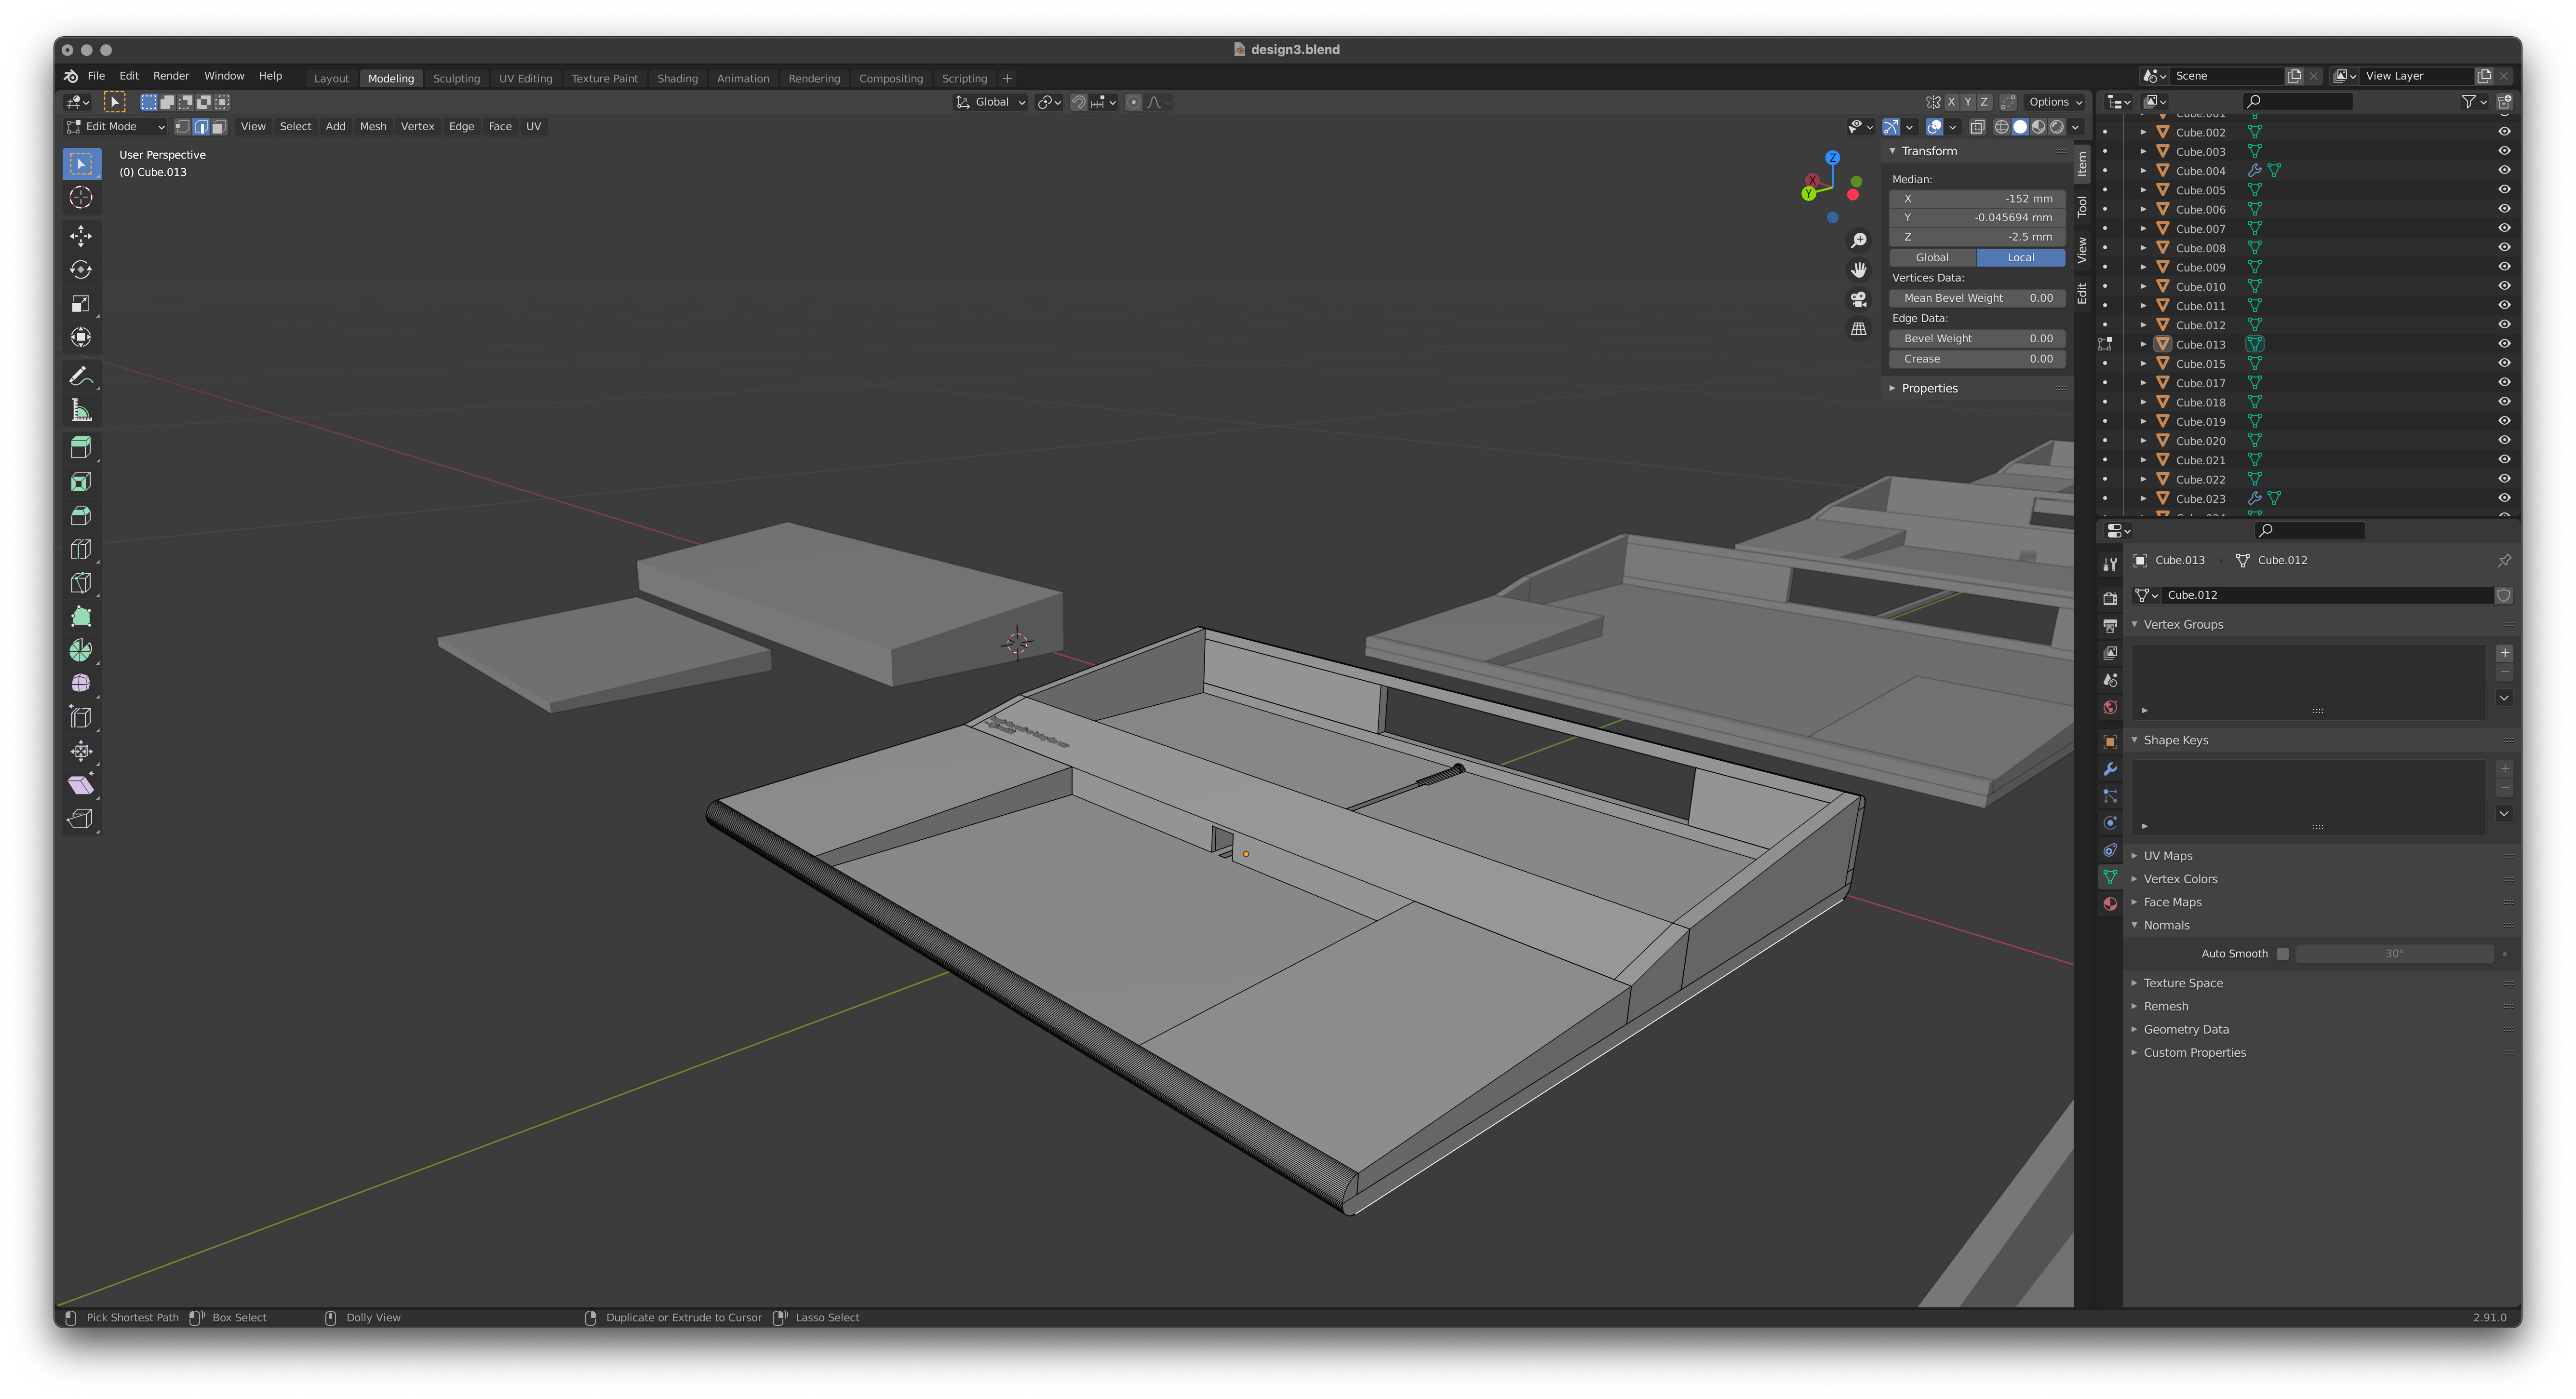 design3.blend
File Edit Render Window Help Layout Modeling Sculpting UV Editing Texture Paint Shading Animation Rendering Compositing Scripting + Scene View Layer
Global X Y Z Options
Edit Mode View Select Add Mesh Vertex Edge Face UV
User Perspective
(0) Cube.013
Z
X
Y
Transform
Median:
X -152 mm
Y -0.045694 mm
Z -2.5 mm
Global Local
Vertices Data:
Mean Bevel Weight 0.00
Edge Data:
Bevel Weight 0.00
Crease 0.00
Properties
Item
Tool
View
Edit
Cube.001
Cube.002
Cube.003
Cube.004
Cube.005
Cube.006
Cube.007
Cube.008
Cube.009
Cube.010
Cube.011
Cube.012
Cube.013
Cube.015
Cube.017
Cube.018
Cube.019
Cube.020
Cube.021
Cube.022
Cube.023
Cube.013 Cube.012
Cube.012
Vertex Groups
Shape Keys
UV Maps
Vertex Colors
Face Maps
Normals
Auto Smooth 30°
Texture Space
Remesh
Geometry Data
Custom Properties
Pick Shortest Path Box Select Dolly View Duplicate or Extrude to Cursor Lasso Select 2.91.0